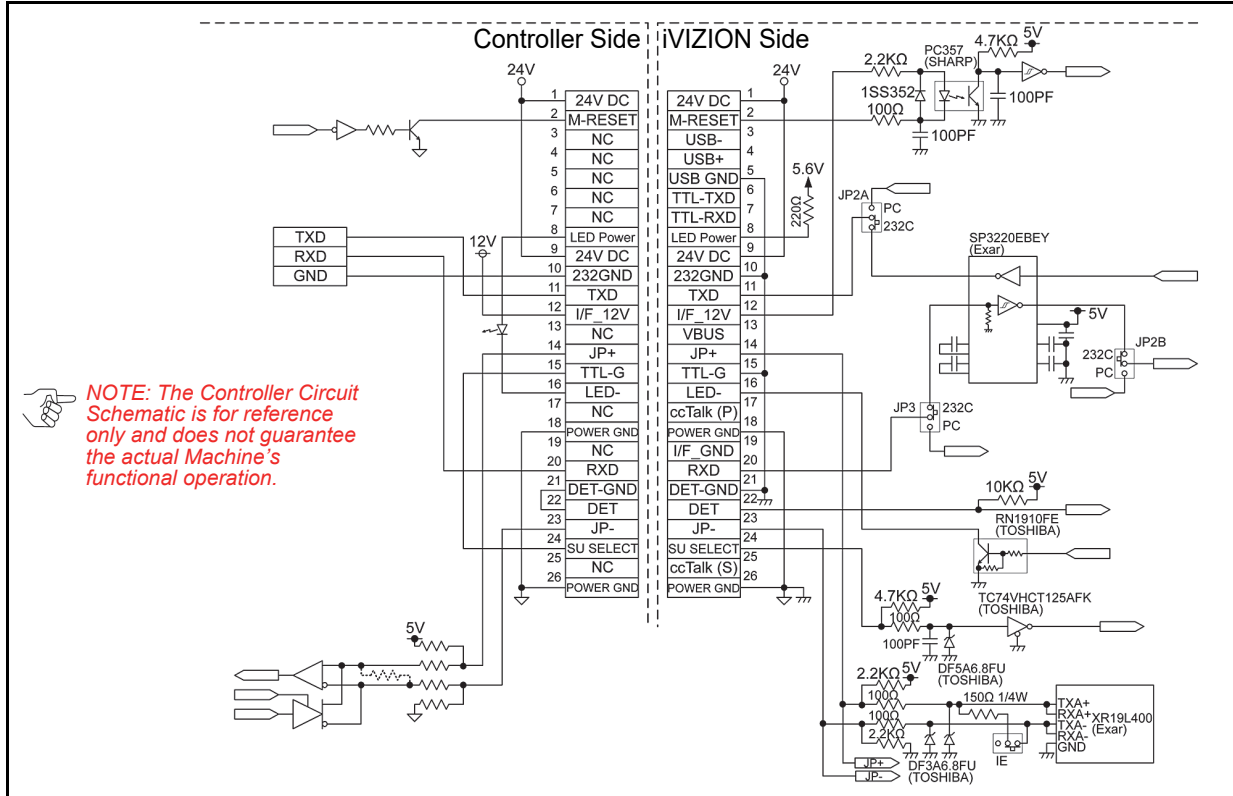 Controller Side
iVIZION Side
24V
1 24V DC
2 M-RESET
3 NC
4 NC
5 NC
6 NC
7 NC
8 LED Power
9 24V DC
10 232GND
11 TXD
12 I/F_12V
13 NC
14 JP+
15 TTL-G
16 LED-
17 NC
18 POWER GND
19 NC
20 RXD
21 DET-GND
22 DET
23 JP-
24 SU SELECT
25 NC
26 POWER GND
TXD
RXD
GND
12V
5V
NOTE: The Controller Circuit
Schematic is for reference
only and does not guarantee
the actual Machine's
functional operation.
24V
24V DC 1
M-RESET 2
USB- 3
USB+ 4
USB GND 5
TTL-TXD 6
TTL-RXD 7
LED Power 8
24V DC 9
232GND 10
TXD 11
I/F_12V 12
VBUS 13
JP+ 14
TTL-G 15
LED- 16
ccTalk (P) 17
POWER GND 18
I/F_GND 19
RXD 20
DET-GND 21
DET 22
JP- 23
SU SELECT 24
ccTalk (S) 25
POWER GND 26
2.2KΩ
1SS352
100Ω
100PF
PC357
(SHARP)
4.7KΩ
5V
100PF
5.6V
220Ω
JP2A
PC
232C
SP3220EBEY
(Exar)
5V
JP2B
232C
PC
JP3
232C
PC
10KΩ
5V
RN1910FE
(TOSHIBA)
TC74VHCT125AFK
(TOSHIBA)
4.7KΩ
5V
100Ω
100PF
DF5A6.8FU
(TOSHIBA)
2.2KΩ
5V
100Ω
100Ω
2.2KΩ
150Ω 1/4W
IE
TXA+
RXA+
TXA-
RXA-
GND
XR19L400
(Exar)
JP+
JP-
DF3A6.8FU
(TOSHIBA)